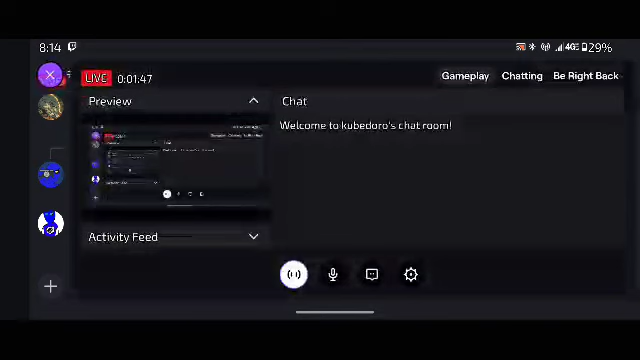 8:14 4GE 29%
LIVE 0:01:47 Gameplay Chatting Be Right Back
Preview
Chat
Welcome to kubedoro's chat room!
Activity Feed